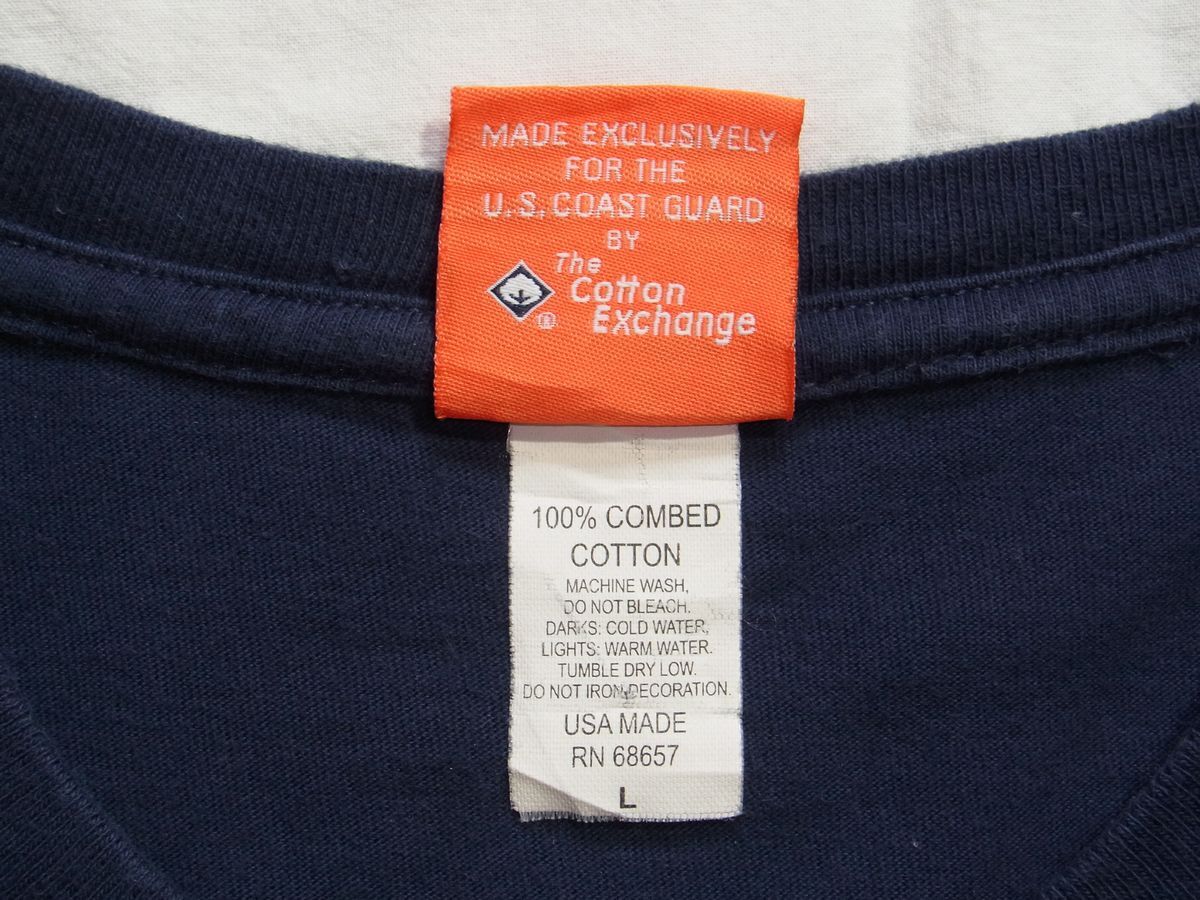 MADE EXCLUSIVELY
FOR THE
U.S. COAST GUARD
BY
The
Cotton
Exchange
®
100% COMBED
COTTON
MACHINE WASH,
DO NOT BLEACH.
DARKS: COLD WATER,
LIGHTS: WARM WATER.
TUMBLE DRY LOW.
DO NOT IRON DECORATION.
USA MADE
RN 68657
L